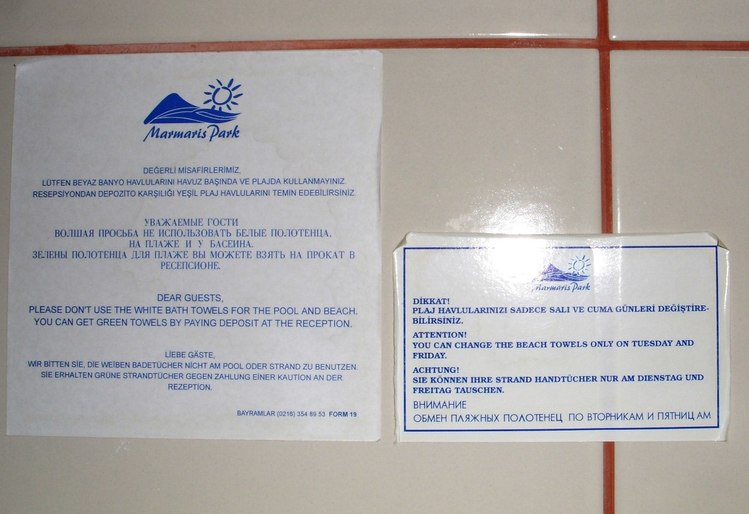 Marmaris Park
DEĞERLİ MİSAFİRLERİMİZ,
LÜTFEN BEYAZ BANYO HAVLULARINI HAVUZ BAŞINDA VE PLAJDA KULLANMAYINIZ.
RESEPSİYONDAN DEPOZİTO KARŞILIĞI YEŞİL PLAJ HAVLULARINI TEMİN EDEBİLİRSİNİZ.
УВАЖАЕМЫЕ ГОСТИ
ВОЛШАЯ ПРОСЬБА НЕ ИСПОЛЬЗОВАТЬ БЕЛЫЕ ПОЛОТЕНЦА,
НА ПЛАЖЕ И У БАСЕИНА.
ЗЕЛЕНЫ ПОЛОТЕНЦА ДЛЯ ПЛАЖЕ ВЫ МОЖЕТЕ ВЗЯТЬ НА ПРОКАТ В
РЕСЕПСИОНЕ.
DEAR GUESTS,
PLEASE DON'T USE THE WHITE BATH TOWELS FOR THE POOL AND BEACH.
YOU CAN GET GREEN TOWELS BY PAYING DEPOSIT AT THE RECEPTION.
LİEBE GÄSTE,
WIR BITTEN SIE, DIE WEIBEN BADETÜCHER NICHT AM POOL ODER STRAND ZU BENUTZEN.
SIE ERHALTEN GRÜNE STRANDTÜCHER GEGEN ZAHLUNG EINER KAUTION AN DER
REZEPTION.
BAYRAMLAR (0216) 354 89 53 FORM 19
Marmaris Park
DİKKAT!
PLAJ HAVLULARINIZI SADECE SALI VE CUMA GÜNLERİ DEĞİŞTİRE-
BİLİRSİNİZ.
ATTENTION!
YOU CAN CHANGE THE BEACH TOWELS ONLY ON TUESDAY AND
FRIDAY.
ACHTUNG!
SIE KÖNNEN IHRE STRAND HANDTÜCHER NUR AM DIENSTAG UND
FREITAG TAUSCHEN.
ВНИМАНИЕ
ОБМЕН ПЛЯЖНЫХ ПОЛОТЕНЕЦ ПО ВТОРНИКАМ И ПЯТНИЦАМ